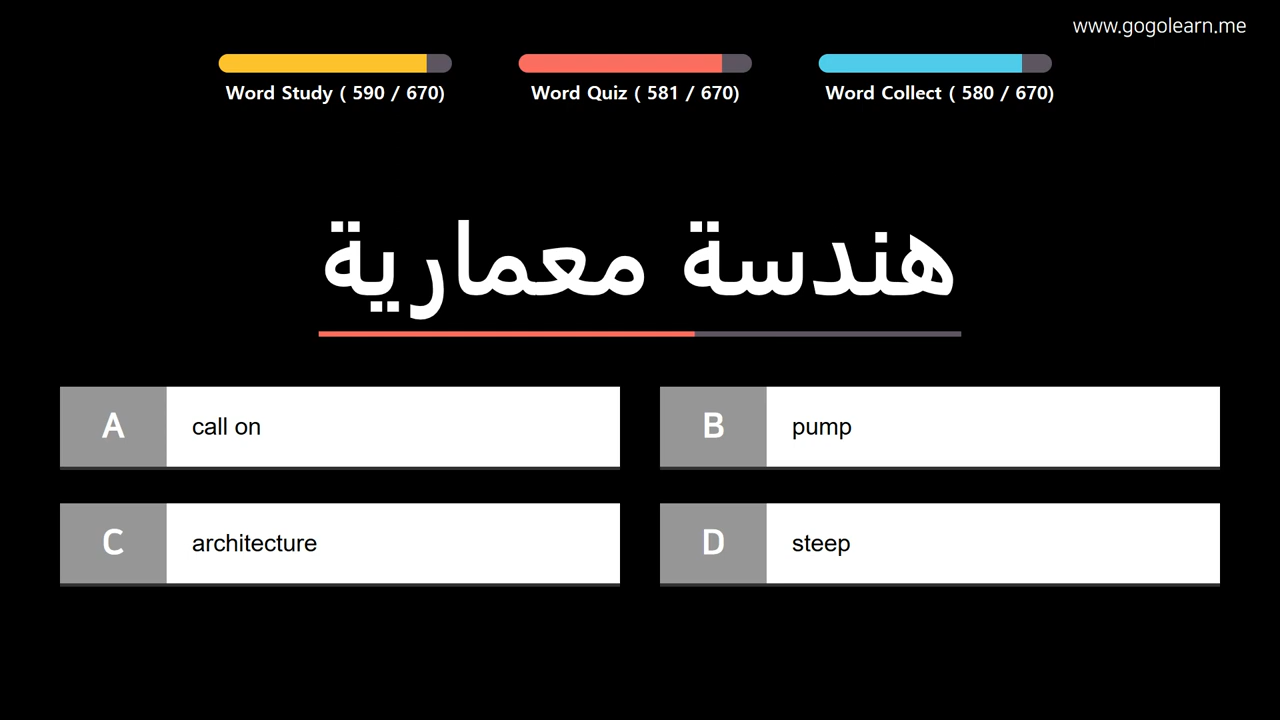 www.gogolearn.me
Word Study ( 590 / 670)
Word Quiz ( 581 / 670)
Word Collect ( 580 / 670)
هندسة معمارية
A call on
B pump
C architecture
D steep